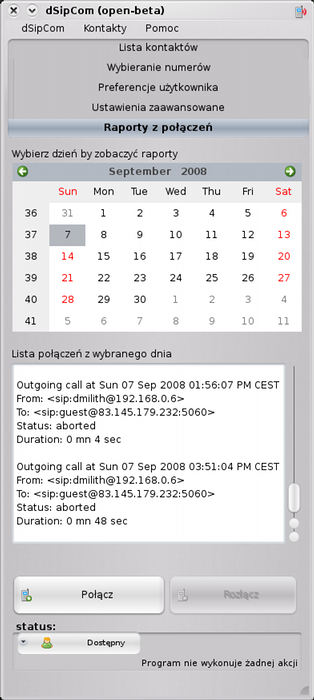 dSipCom (open-beta)
dSipCom Kontakty Pomoc
Lista kontaktów
Wybieranie numerów
Preferencje użytkownika
Ustawienia zaawansowane
Raporty z połączeń
Wybierz dzień by zobaczyć raporty
September 2008
Sun Mon Tue Wed Thu Fri Sat
36 31 1 2 3 4 5 6
37 7 8 9 10 11 12 13
38 14 15 16 17 18 19 20
39 21 22 23 24 25 26 27
40 28 29 30 1 2 3 4
41 5 6 7 8 9 10 11
Lista połączeń z wybranego dnia
Outgoing call at Sun 07 Sep 2008 01:56:07 PM CEST
From: <sip:dmilith@192.168.0.6>
To: <sip:guest@83.145.179.232:5060>
Status: aborted
Duration: 0 mn 4 sec
Outgoing call at Sun 07 Sep 2008 03:51:04 PM CEST
From: <sip:dmilith@192.168.0.6>
To: <sip:guest@83.145.179.232:5060>
Status: aborted
Duration: 0 mn 48 sec
Połącz Rozłącz
status:
Dostępny
Program nie wykonuje żadnej akcji